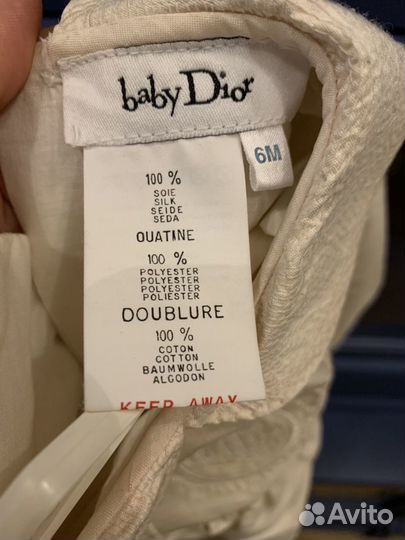 baby Dior
6M
100 %
SOIE
SILK
SEIDE
SEDA
OUATINE
100 %
POLYESTER
POLYESTER
POLYESTER
POLIESTER
DOUBLURE
100 %
COTON
COTTON
BAUMWOLLE
ALGODON
KEEP AWAY
Avito